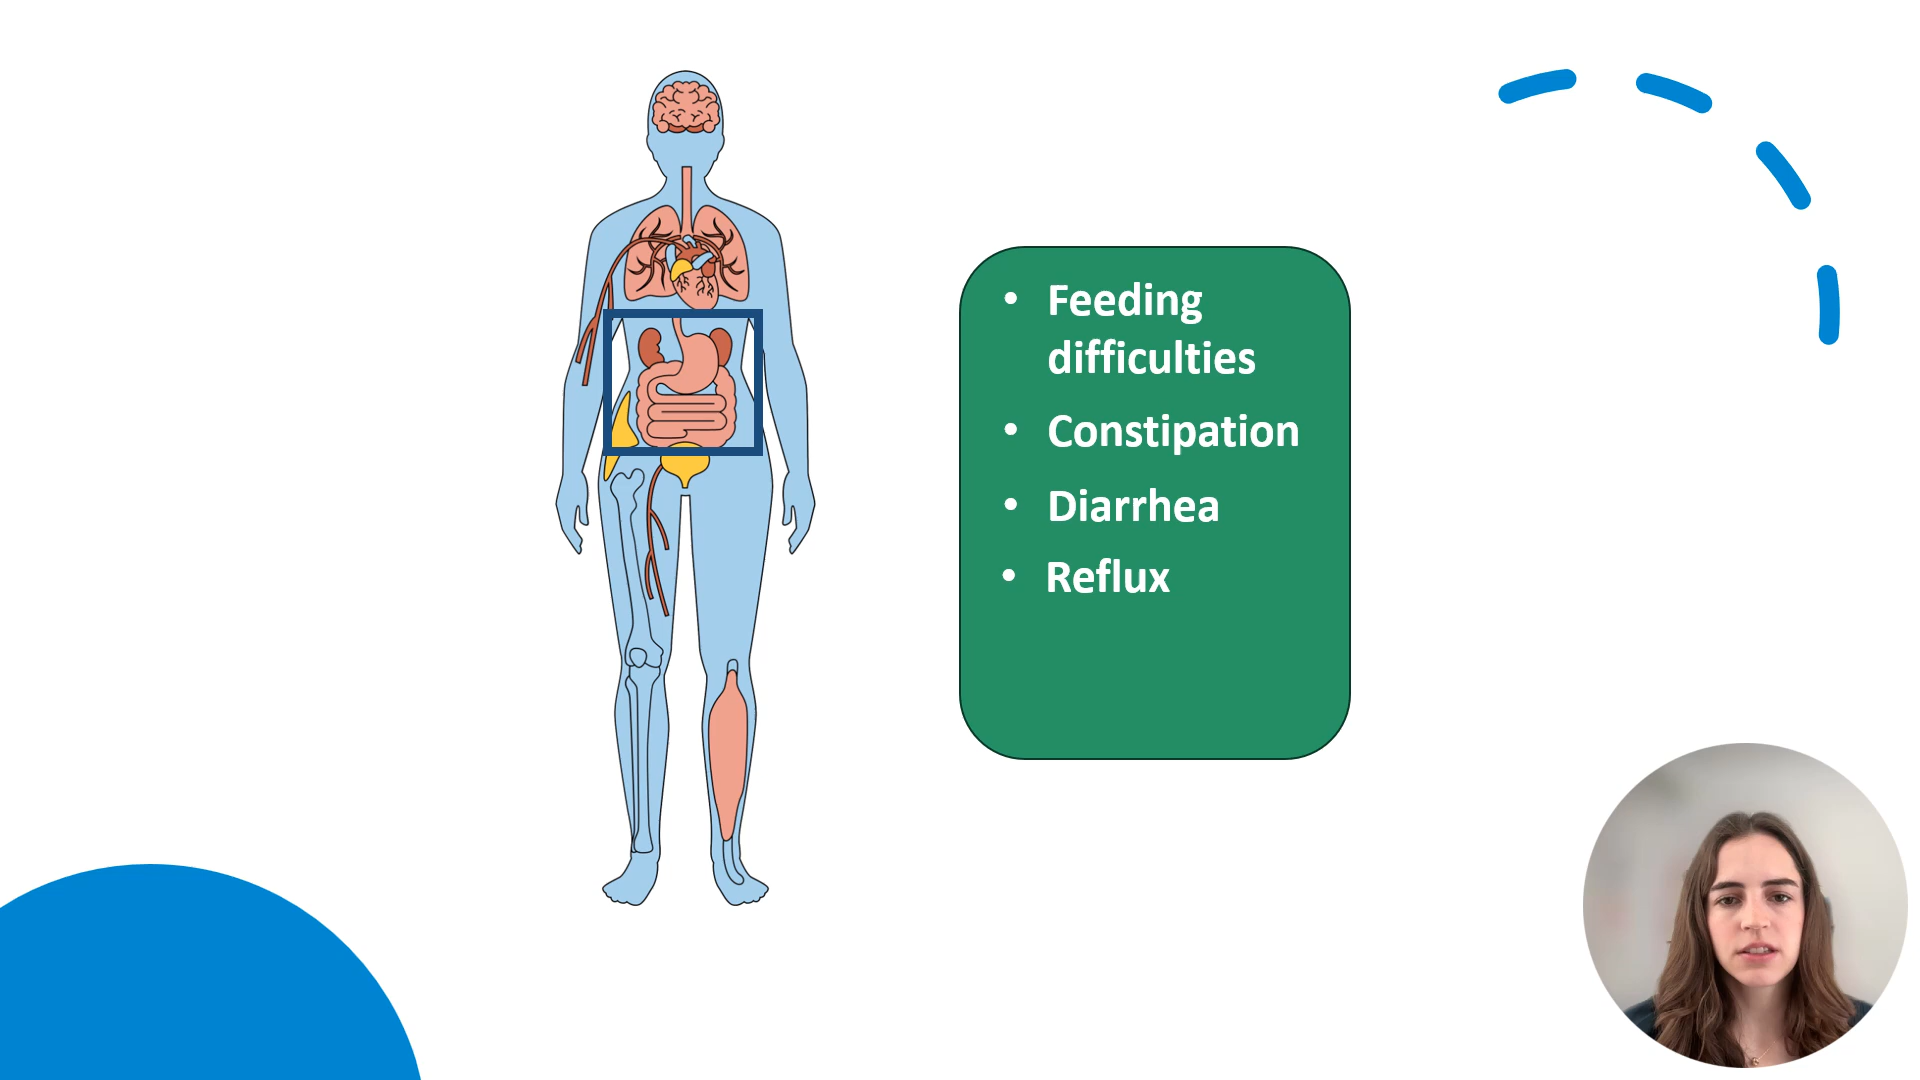 • Feeding
difficulties
• Constipation
• Diarrhea
• Reflux